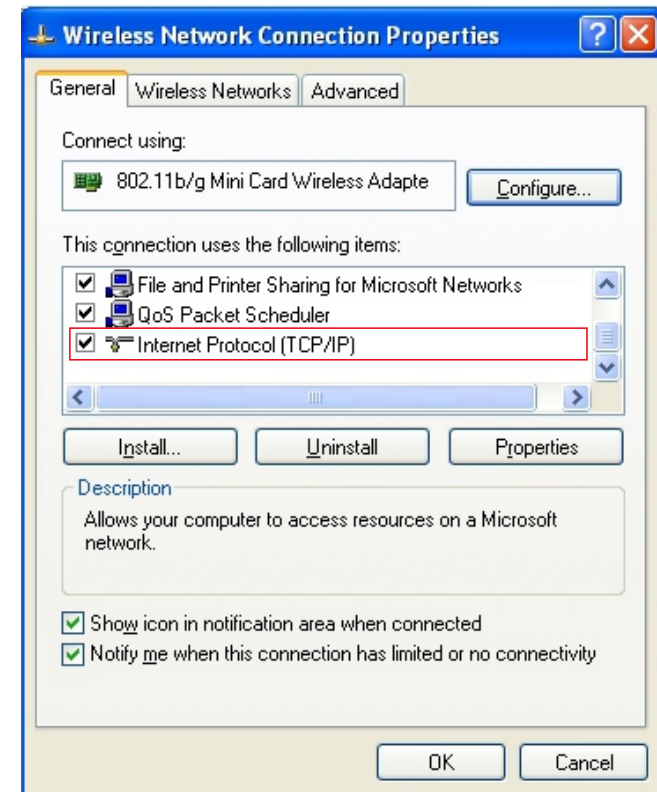 Wireless Network Connection Properties
General Wireless Networks Advanced
Connect using:
802.11b/g Mini Card Wireless Adapte
Configure...
This connection uses the following items:
File and Printer Sharing for Microsoft Networks
QoS Packet Scheduler
Internet Protocol (TCP/IP)
Install... Uninstall Properties
Description
Allows your computer to access resources on a Microsoft
network.
Show icon in notification area when connected
Notify me when this connection has limited or no connectivity
OK Cancel